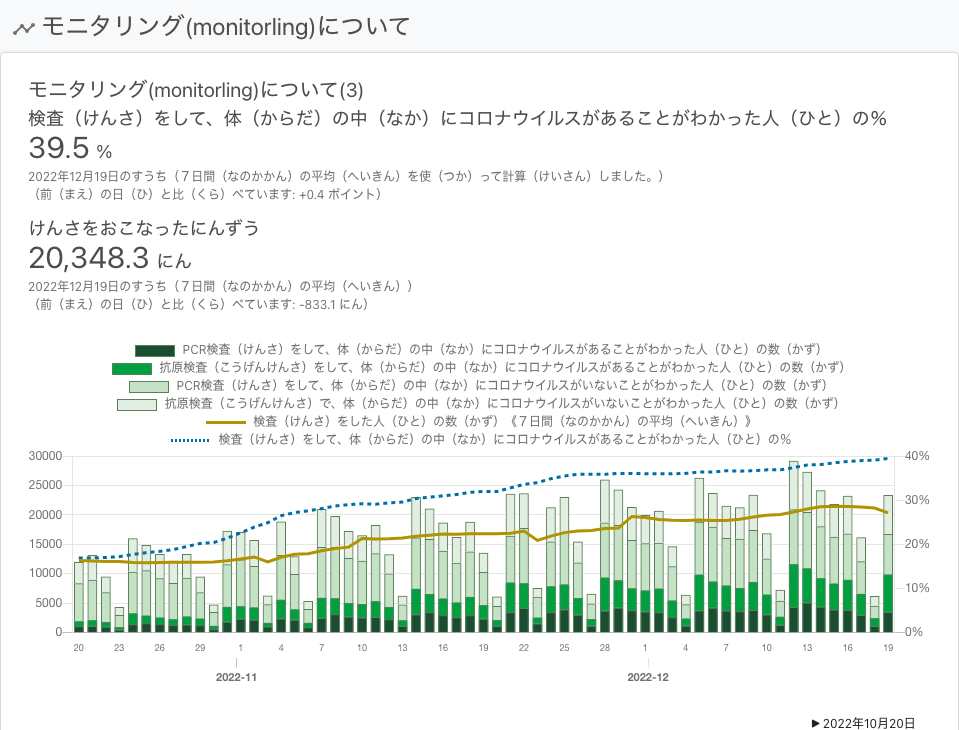 モニタリング(monitorling)について
モニタリング(monitorling)について(3)
検査（けんさ）をして、体（からだ）の中（なか）にコロナウイルスがあることがわかった人（ひと）の%
39.5 %
2022年12月19日のすうち（７日間（なのかかん）の平均（へいきん）を使（つか）って計算（けいさん）しました。）
（前（まえ）の日（ひ）と比（くら）べています: +0.4 ポイント）
けんさをおこなったにんずう
20,348.3 にん
2022年12月19日のすうち（７日間（なのかかん）の平均（へいきん））
（前（まえ）の日（ひ）と比（くら）べています: -833.1 にん）
PCR検査（けんさ）をして、体（からだ）の中（なか）にコロナウイルスがあることがわかった人（ひと）の数（かず）
抗原検査（こうげんけんさ）をして、体（からだ）の中（なか）にコロナウイルスがあることがわかった人（ひと）の数（かず）
PCR検査（けんさ）をして、体（からだ）の中（なか）にコロナウイルスがいないことがわかった人（ひと）の数（かず）
抗原検査（こうげんけんさ）で、体（からだ）の中（なか）にコロナウイルスがいないことがわかった人（ひと）の数（かず）
検査（けんさ）をした人（ひと）の数（かず）《７日間（なのかかん）の平均（へいきん）》
検査（けんさ）をして、体（からだ）の中（なか）にコロナウイルスがあることがわかった人（ひと）の%
30000 40%
25000
30%
20000
15000 20%
10000
10%
5000
0 0%
20 23 26 29 1 4 7 10 13 16 19 22 25 28 1 4 7 10 13 16 19
2022-11 2022-12
▶ 2022年10月20日